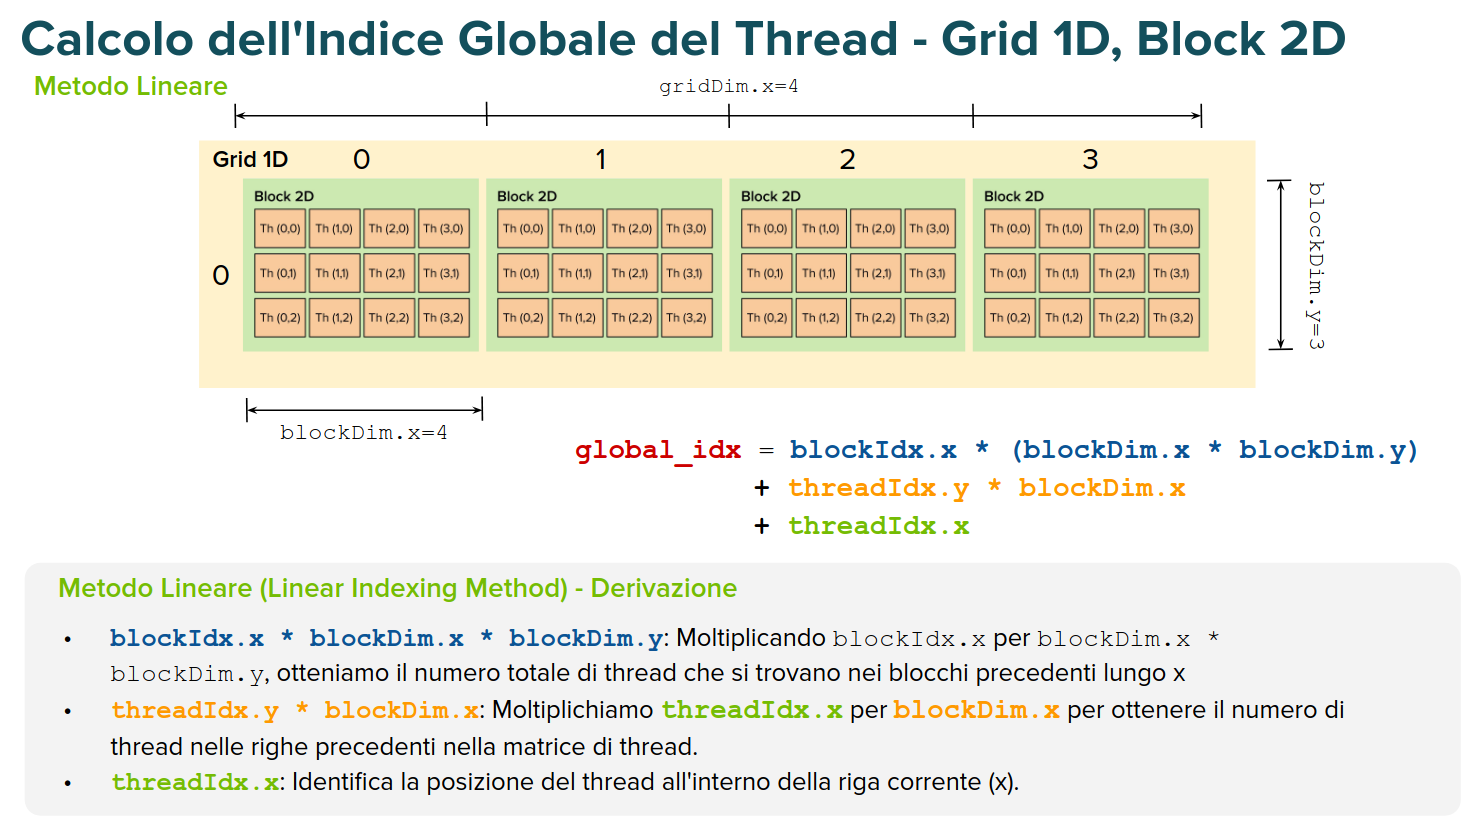 Calcolo dell'Indice Globale del Thread - Grid 1D, Block 2D
Metodo Lineare
gridDim.x=4
Grid 1D 0 1 2 3
Block 2D Block 2D Block 2D Block 2D
Th (0,0) Th (1,0) Th (2,0) Th (3,0) Th (0,0) Th (1,0) Th (2,0) Th (3,0) Th (0,0) Th (1,0) Th (2,0) Th (3,0) Th (0,0) Th (1,0) Th (2,0) Th (3,0)
0 Th (0,1) Th (1,1) Th (2,1) Th (3,1) Th (0,1) Th (1,1) Th (2,1) Th (3,1) Th (0,1) Th (1,1) Th (2,1) Th (3,1) Th (0,1) Th (1,1) Th (2,1) Th (3,1)
Th (0,2) Th (1,2) Th (2,2) Th (3,2) Th (0,2) Th (1,2) Th (2,2) Th (3,2) Th (0,2) Th (1,2) Th (2,2) Th (3,2) Th (0,2) Th (1,2) Th (2,2) Th (3,2)
blockDim.y=3
blockDim.x=4
global_idx = blockIdx.x * (blockDim.x * blockDim.y)
+ threadIdx.y * blockDim.x
+ threadIdx.x
Metodo Lineare (Linear Indexing Method) - Derivazione
• blockIdx.x * blockDim.x * blockDim.y: Moltiplicando blockIdx.x per blockDim.x *
blockDim.y, otteniamo il numero totale di thread che si trovano nei blocchi precedenti lungo x
• threadIdx.y * blockDim.x: Moltiplichiamo threadIdx.x per blockDim.x per ottenere il numero di
thread nelle righe precedenti nella matrice di thread.
• threadIdx.x: Identifica la posizione del thread all'interno della riga corrente (x).